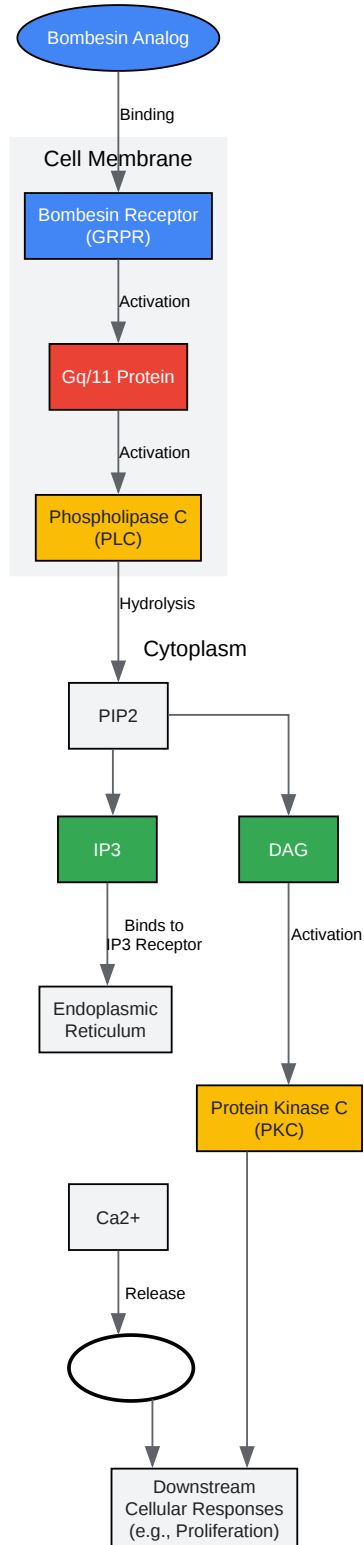 Bombesin Analog
Binding
Cell Membrane
Bombesin Receptor
(GRPR)
Activation
Gq/11 Protein
Activation
Phospholipase C
(PLC)
Hydrolysis
Cytoplasm
PIP2
IP3
DAG
Binds to
IP3 Receptor
Activation
Endoplasmic
Reticulum
Protein Kinase C
(PKC)
Ca2+
Release
Downstream
Cellular Responses
(e.g., Proliferation)